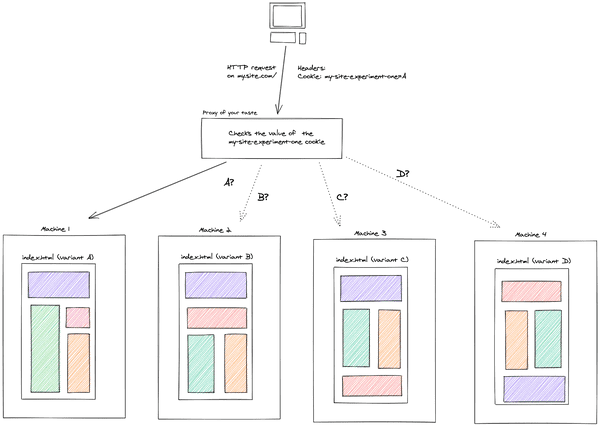 HTTP request
on my.site.com/
Headers:
Cookie: my-site-experiment-one=A
Proxy of your taste
Checks the value of the
my-site-experiment-one cookie
A?
B?
C?
D?
Machine 1
Machine 2
Machine 3
Machine 4
index.html (variant A)
index.html (variant B)
index.html (variant C)
index.html (variant D)